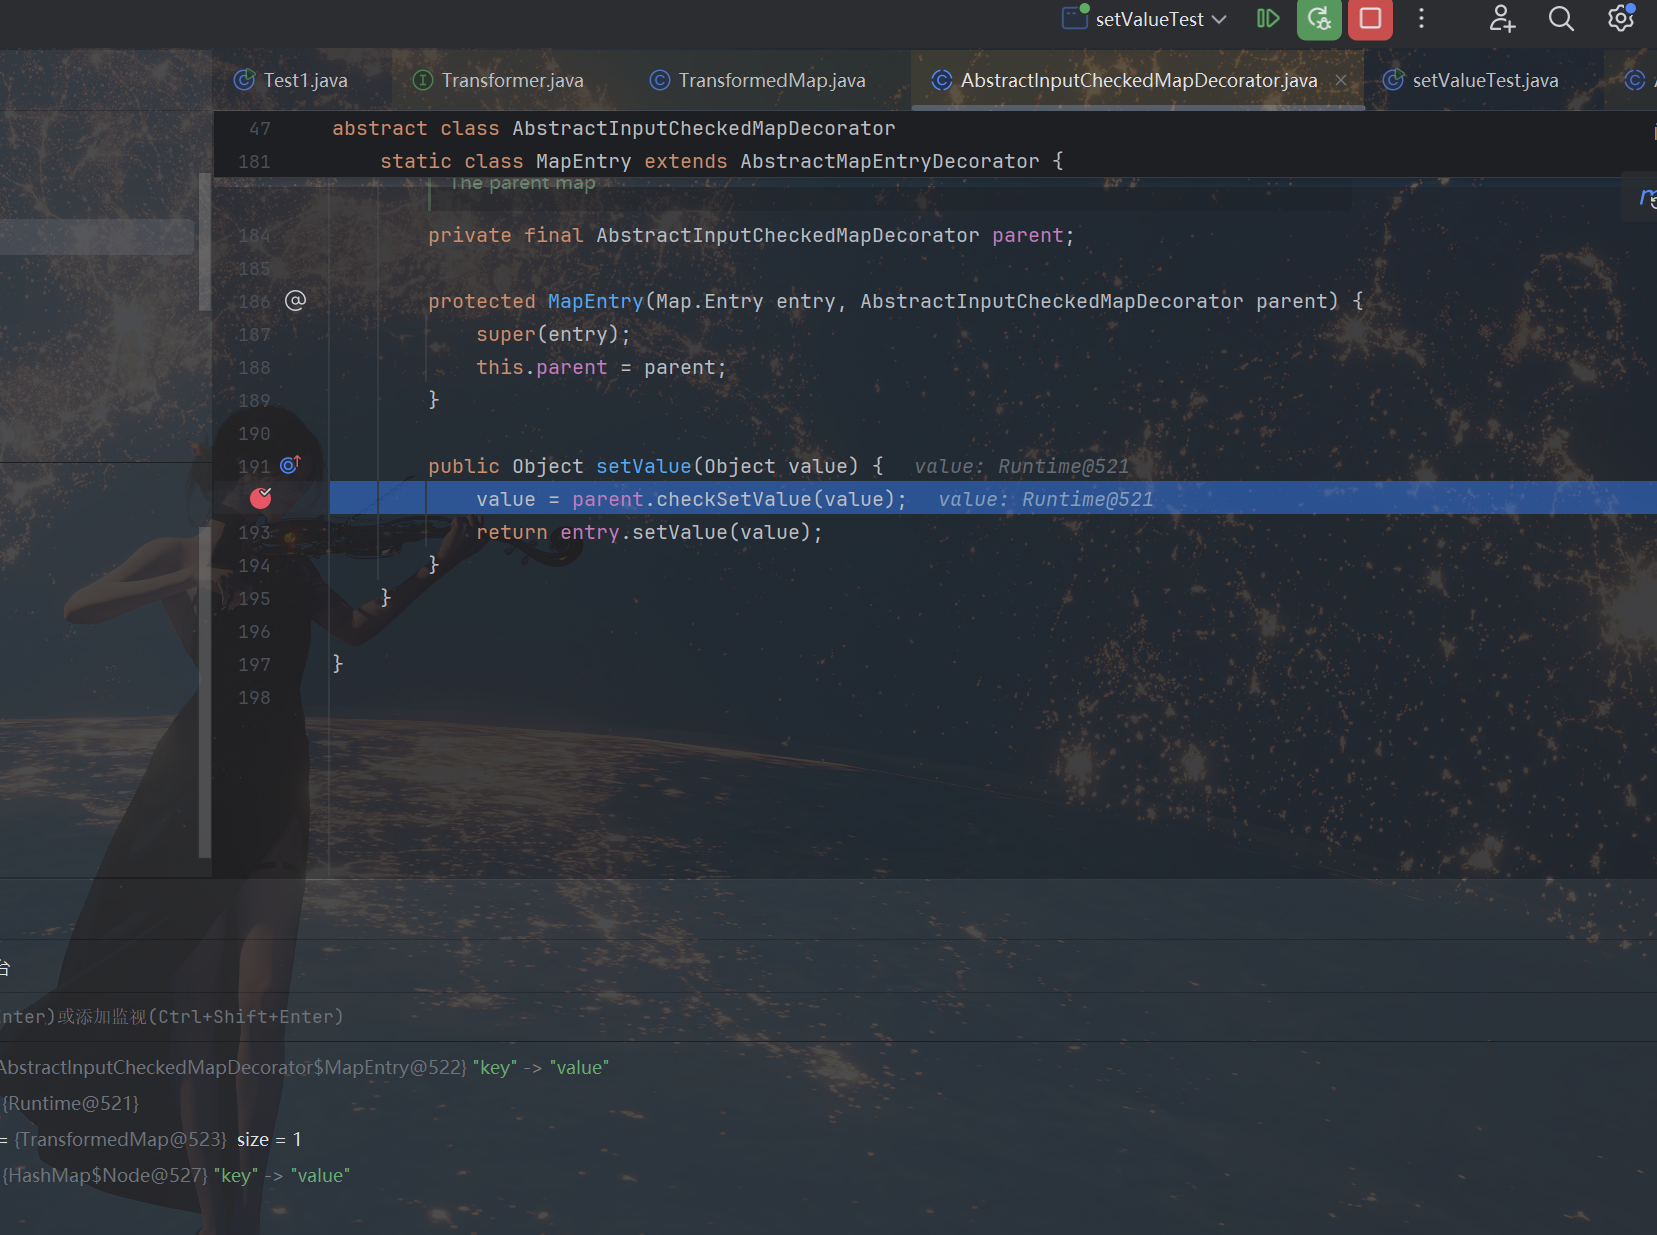 setValueTest
Test1.java
Transformer.java
TransformedMap.java
AbstractInputCheckedMapDecorator.java
setValueTest.java
47 abstract class AbstractInputCheckedMapDecorator
181 static class MapEntry extends AbstractMapEntryDecorator {
The parent map
184 private final AbstractInputCheckedMapDecorator parent;
185
186 @ protected MapEntry(Map.Entry entry, AbstractInputCheckedMapDecorator parent) {
187 super(entry);
188 this.parent = parent;
189 }
190
191 public Object setValue(Object value) { value: Runtime@521
value = parent.checkSetValue(value); value: Runtime@521
193 return entry.setValue(value);
194 }
195 }
196
197 }
198
台
nter)或添加监视(Ctrl+Shift+Enter)
AbstractInputCheckedMapDecorator$MapEntry@522} "key" -> "value"
{Runtime@521}
= {TransformedMap@523} size = 1
{HashMap$Node@527} "key" -> "value"